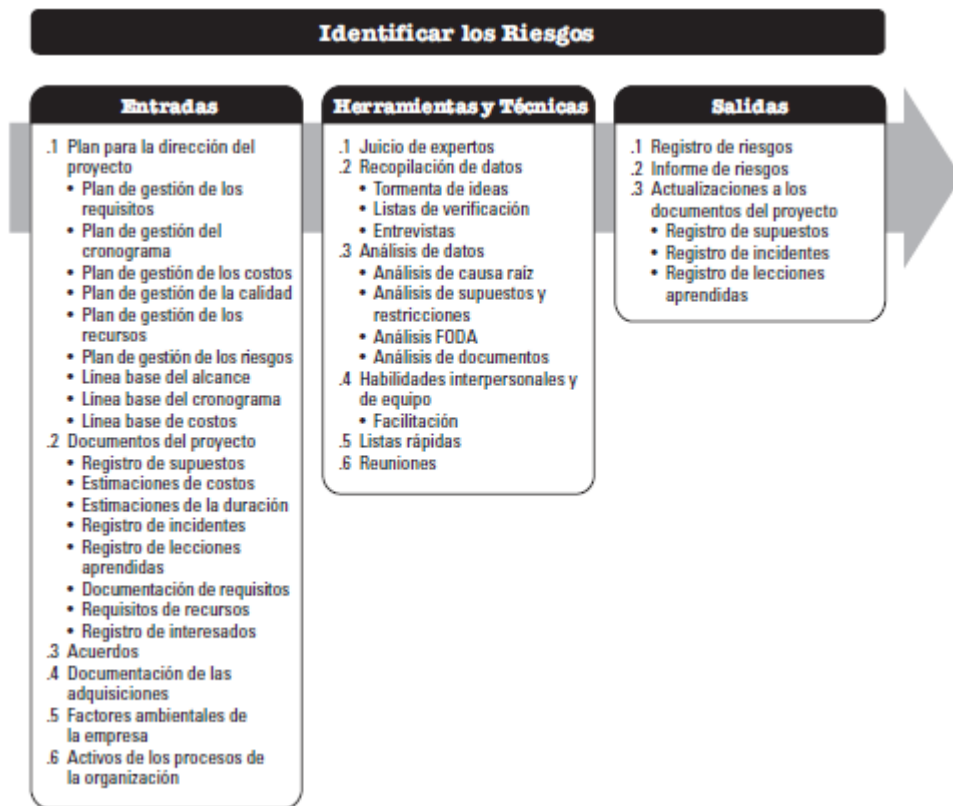 Identificar los Riesgos
Entradas
.1 Plan para la dirección del
proyecto
• Plan de gestión de los
requisitos
• Plan de gestión del
cronograma
• Plan de gestión de los costos
• Plan de gestión de la calidad
• Plan de gestión de los
recursos
• Plan de gestión de los riesgos
• Línea base del alcance
• Línea base del cronograma
• Línea base de costos
.2 Documentos del proyecto
• Registro de supuestos
• Estimaciones de costos
• Estimaciones de la duración
• Registro de incidentes
• Registro de lecciones
aprendidas
• Documentación de requisitos
• Requisitos de recursos
• Registro de interesados
.3 Acuerdos
.4 Documentación de las
adquisiciones
.5 Factores ambientales de
la empresa
.6 Activos de los procesos de
la organización
Herramientas y Técnicas
.1 Juicio de expertos
.2 Recopilación de datos
• Tormenta de ideas
• Listas de verificación
• Entrevistas
.3 Análisis de datos
• Análisis de causa raíz
• Análisis de supuestos y
restricciones
• Análisis FODA
• Análisis de documentos
.4 Habilidades interpersonales y
de equipo
• Facilitación
.5 Listas rápidas
.6 Reuniones
Salidas
.1 Registro de riesgos
.2 Informe de riesgos
.3 Actualizaciones a los
documentos del proyecto
• Registro de supuestos
• Registro de incidentes
• Registro de lecciones
aprendidas